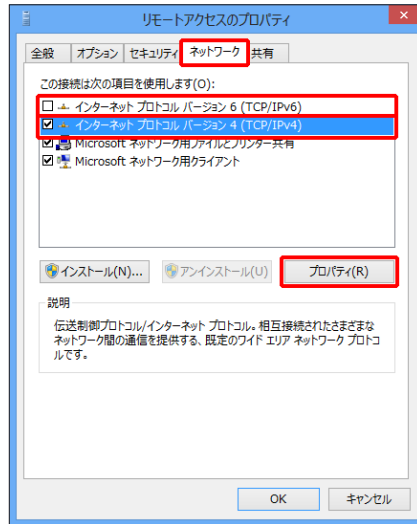 リモートアクセスのプロパティ
全般 オプション セキュリティ ネットワーク 共有
この接続は次の項目を使用します(O):
インターネット プロトコル バージョン 6 (TCP/IPv6)
インターネット プロトコル バージョン 4 (TCP/IPv4)
Microsoft ネットワーク用ファイルとプリンター共有
Microsoft ネットワーク用クライアント
インストール(N)... アンインストール(U) プロパティ(R)
説明
伝送制御プロトコル/インターネット プロトコル。相互接続されたさまざまな
ネットワーク間の通信を提供する、既定のワイド エリア ネットワーク プロトコ
ルです。
OK キャンセル